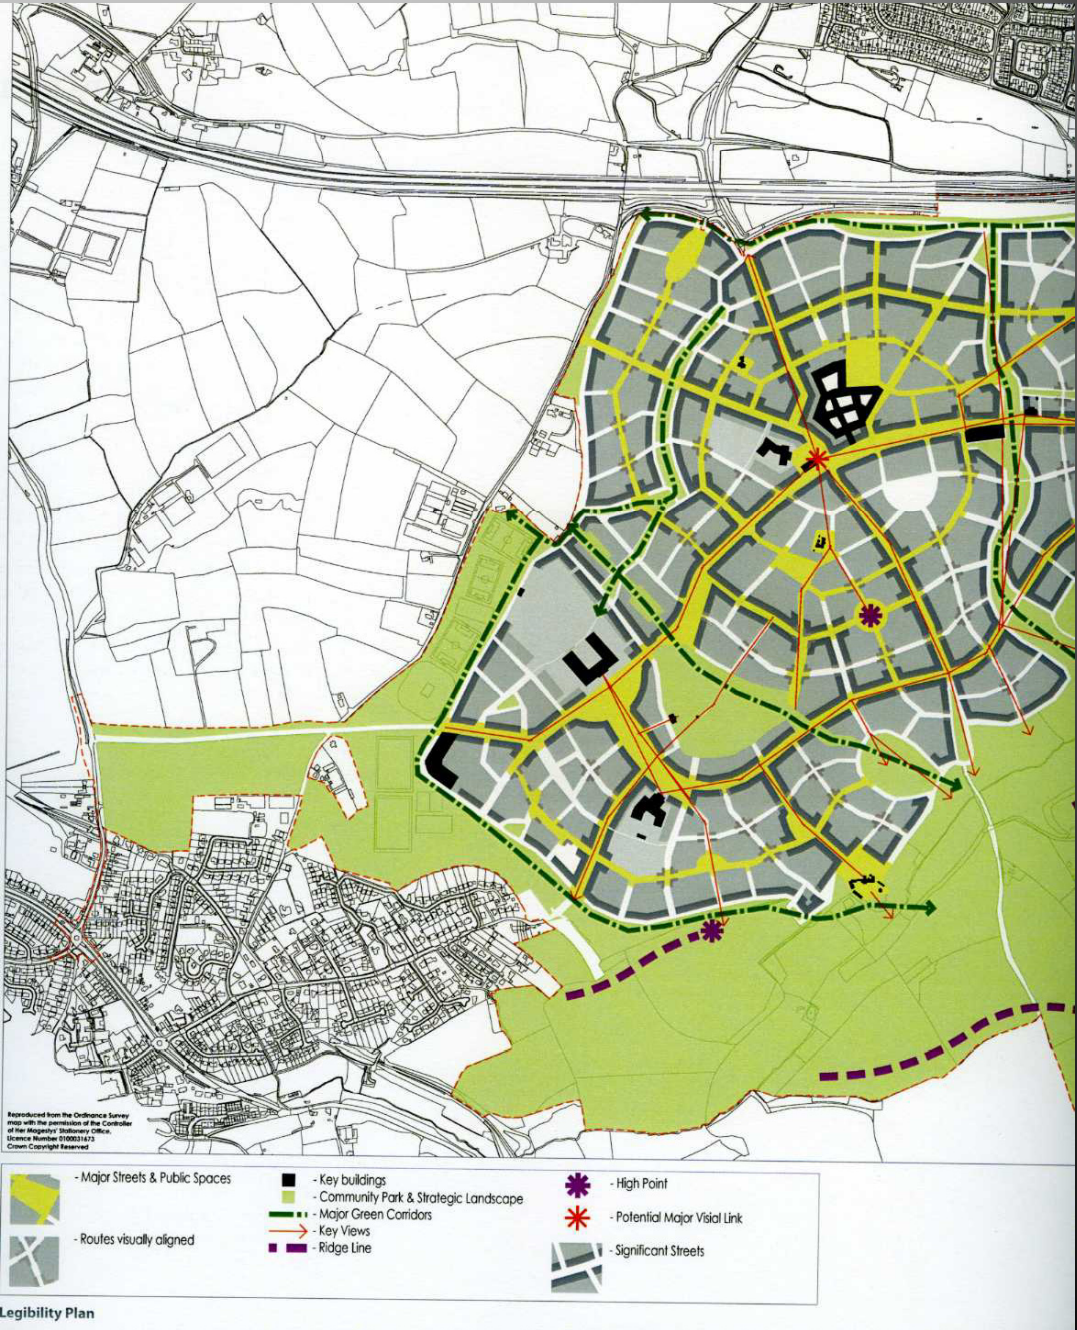 Reproduced from the Ordinance Survey
map with the permission of the Controller
of Her Magestys' Stationery Office.
Licence Number 0100031673
Crown Copyright Reserved
- Major Streets & Public Spaces
- Routes visually aligned
- Key buildings
- Community Park & Strategic Landscape
- Major Green Corridors
- Key Views
- Ridge Line
- High Point
- Potential Major Visial Link
- Significant Streets
Legibility Plan